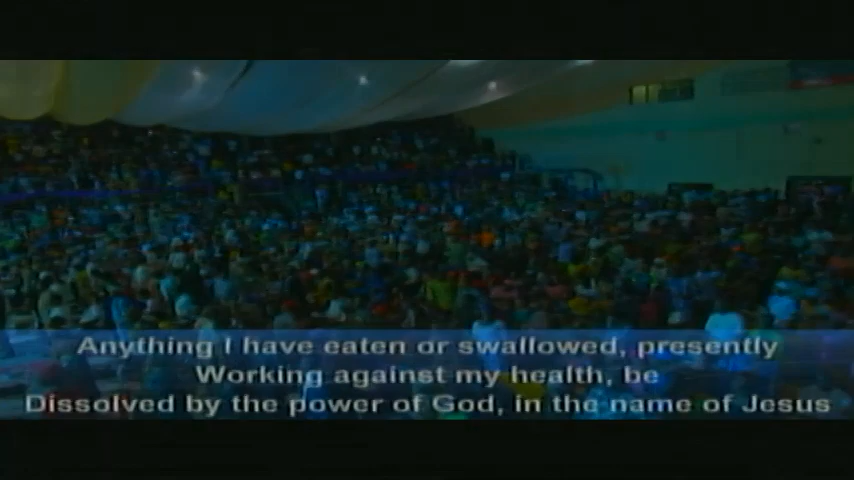 Anything I have eaten or swallowed, presently
Working against my health, be
Dissolved by the power of God, in the name of Jesus